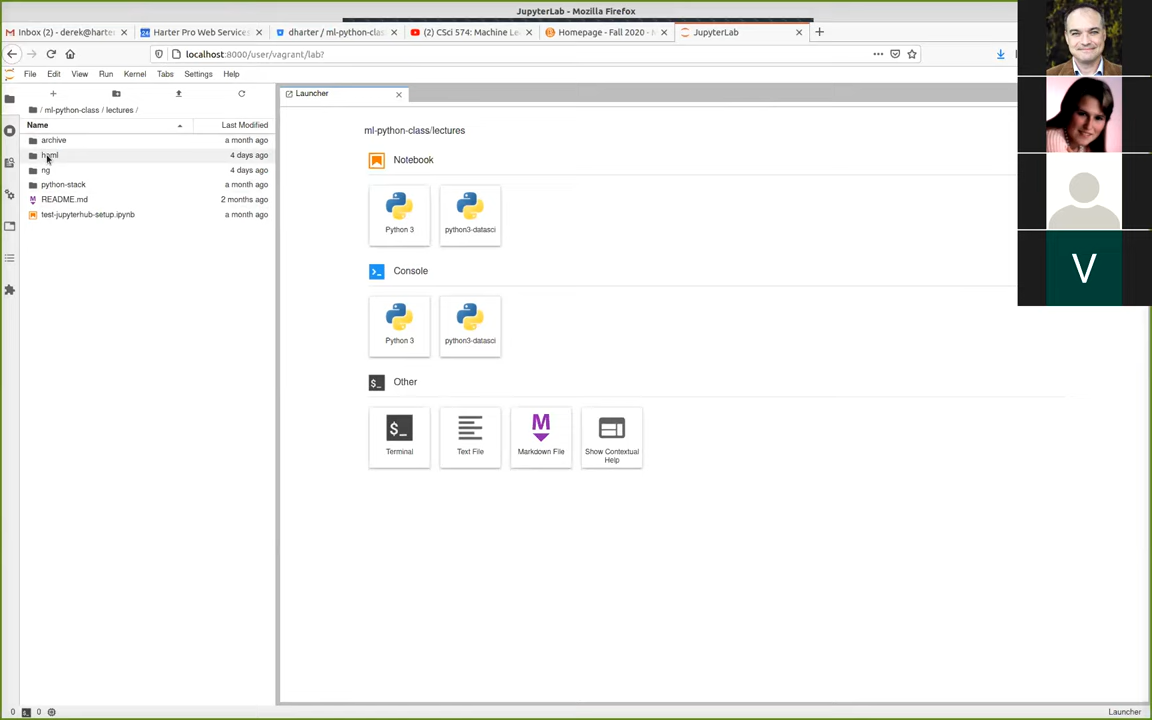 JupyterLab - Mozilla Firefox
Inbox (2) - derek@harter
24 Harter Pro Web Services
dharter / ml-python-clas
(2) CSci 574: Machine Le
Homepage - Fall 2020 -
JupyterLab
localhost:8000/user/vagrant/lab?
File Edit View Run Kernel Tabs Settings Help
/ ml-python-class / lectures /
Name Last Modified
archive a month ago
haml 4 days ago
ng 4 days ago
python-stack a month ago
README.md 2 months ago
test-jupyterhub-setup.ipynb a month ago
Launcher
ml-python-class/lectures
Notebook
Python 3
python3-datasci
Console
Python 3
python3-datasci
$_ Other
$_
Terminal
Text File
M
Markdown File
Show Contextual
Help
V
0 0
Launcher